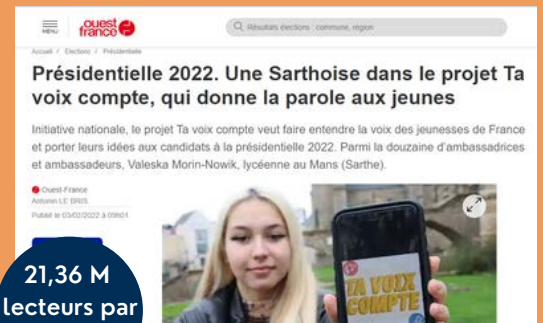 MENU
ouest
france
Résultats élections : commune, région
Accueil / Elections / Présidentielle
Présidentielle 2022. Une Sarthoise dans le projet Ta
voix compte, qui donne la parole aux jeunes
Initiative nationale, le projet Ta voix compte veut faire entendre la voix des jeunesses de France
et porter leurs idées aux candidats à la présidentielle 2022. Parmi la douzaine d'ambassadrices
et ambassadeurs, Valeska Morin-Nowik, lycéenne au Mans (Sarthe).
Ouest-France
Antonin LE BRIS.
Publié le 03/02/2022 à 09h01
21,36 M
lecteurs par
TA VOIX
COMPTE